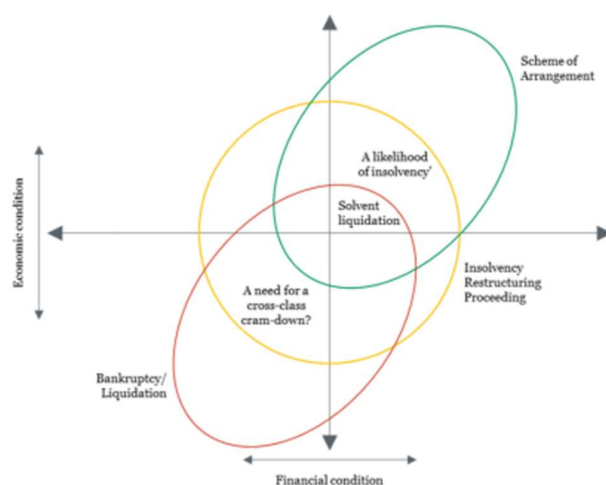 Scheme of
Arrangement
A likelihood
of insolvency'
Solvent
liquidation
Economic condition
Insolvency
Restructuring
Proceeding
A need for a
cross-class
cram-down?
Bankruptcy/
Liquidation
Financial condition